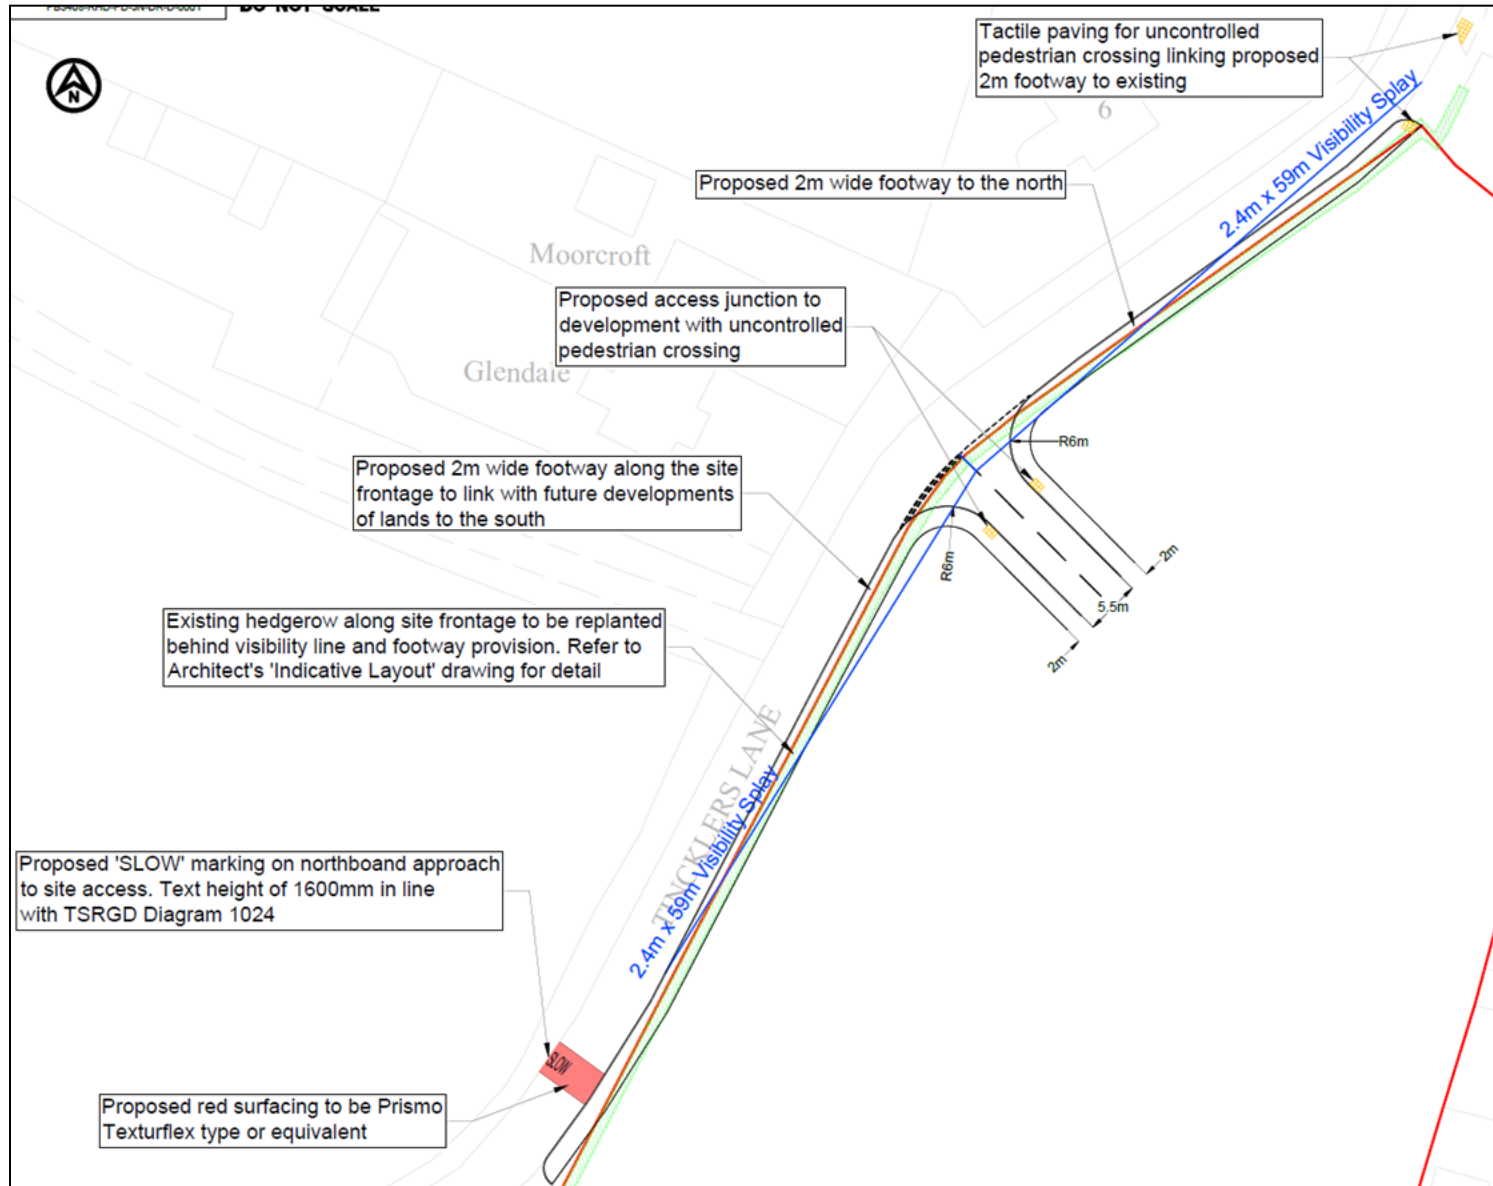 DO NOT SCALE
N
Tactile paving for uncontrolled
pedestrian crossing linking proposed
2m footway to existing
6
2.4m x 59m Visibility Splay
Proposed 2m wide footway to the north
Moorcroft
Proposed access junction to
development with uncontrolled
pedestrian crossing
Glendale
R6m
Proposed 2m wide footway along the site
frontage to link with future developments
of lands to the south
R6m
2m
5.5m
2m
Existing hedgerow along site frontage to be replanted
behind visibility line and footway provision. Refer to
Architect's 'Indicative Layout' drawing for detail
TINCKLERS LANE
2.4m x 59m Visibility Splay
Proposed 'SLOW' marking on northboand approach
to site access. Text height of 1600mm in line
with TSRGD Diagram 1024
SLOW
Proposed red surfacing to be Prismo
Texturflex type or equivalent